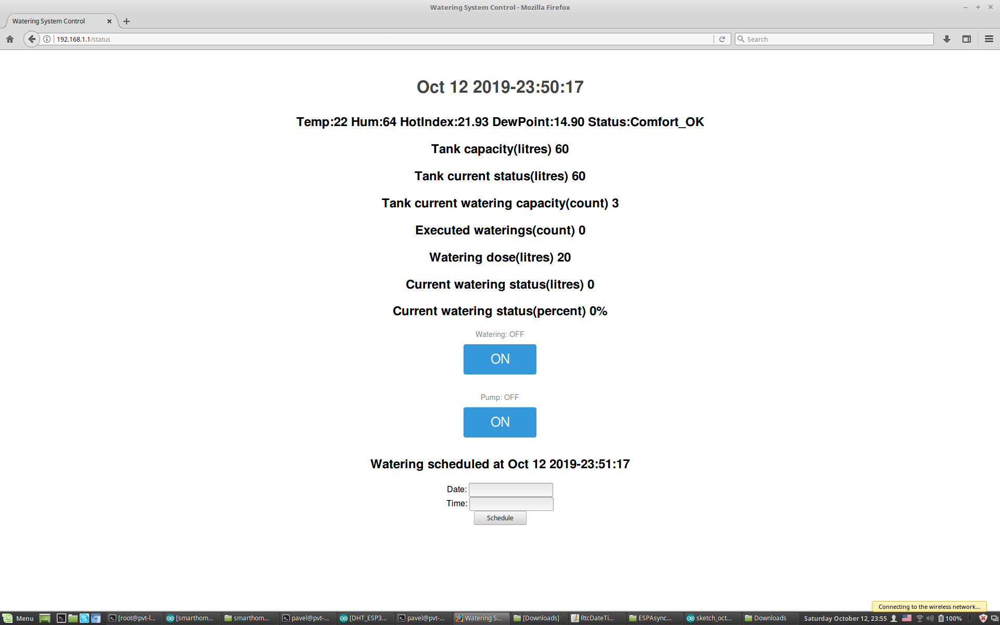 Watering System Control - Mozilla Firefox
Watering System Control
192.168.1.1/status
Search
Oct 12 2019-23:50:17
Temp:22 Hum:64 HotIndex:21.93 DewPoint:14.90 Status:Comfort_OK
Tank capacity(litres) 60
Tank current status(litres) 60
Tank current watering capacity(count) 3
Executed waterings(count) 0
Watering dose(litres) 20
Current watering status(litres) 0
Current watering status(percent) 0%
Watering: OFF
ON
Pump: OFF
ON
Watering scheduled at Oct 12 2019-23:51:17
Date:
Time:
Schedule
Connecting to the wireless network...
Menu [root@pvt-l... [smarthom... smarthom... pavel@pvt-... [DHT_ESP3... pavel@pvt-... Watering S... [Downloads] RtcDateTi... ESPAsync... sketch_oct... Downloads Saturday October 12, 23:55 100%